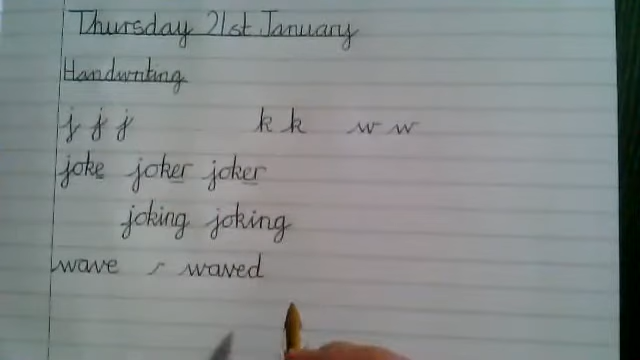 Thursday 21st January
Handwriting
j j j k k w w
joke joker joker
joking joking
wave waved